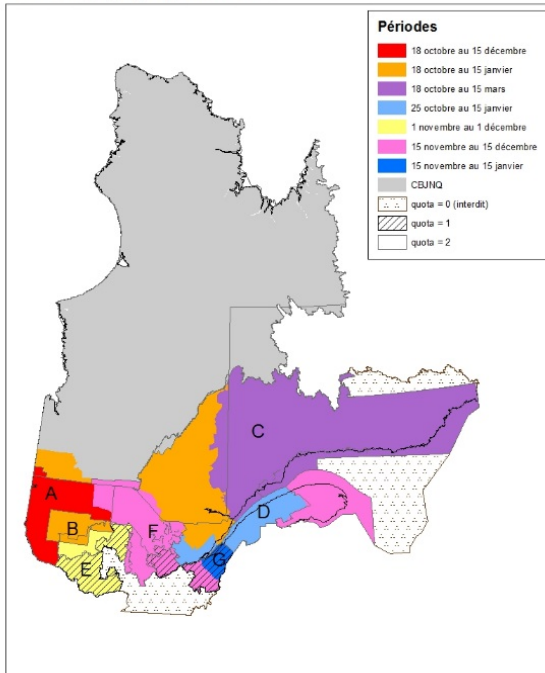 Périodes
18 octobre au 15 décembre
18 octobre au 15 janvier
18 octobre au 15 mars
25 octobre au 15 janvier
1 novembre au 1 décembre
15 novembre au 15 décembre
15 novembre au 15 janvier
CBJNQ
quota = 0 (interdit)
quota = 1
quota = 2
C
A
D
B
F
G
E